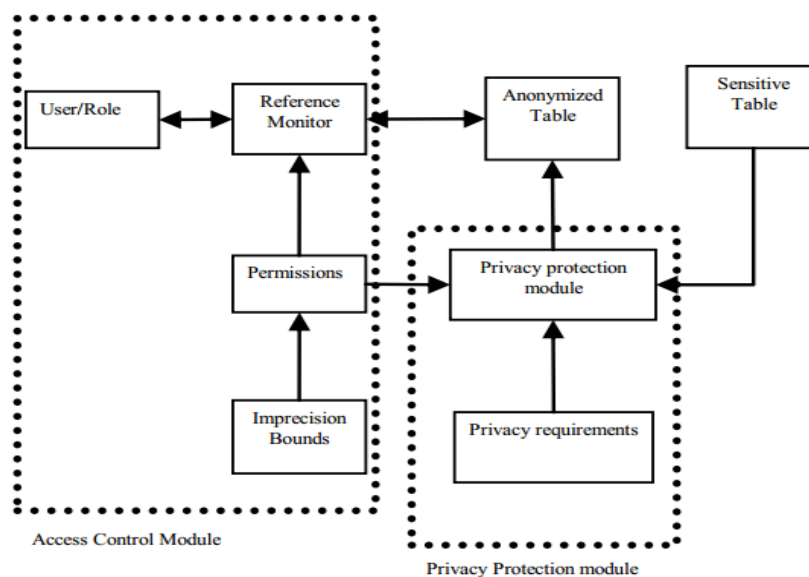 User/Role
Reference
Monitor
Anonymized
Table
Sensitive
Table
Permissions
Privacy protection
module
Imprecision
Bounds
Privacy requirements
Access Control Module
Privacy Protection module